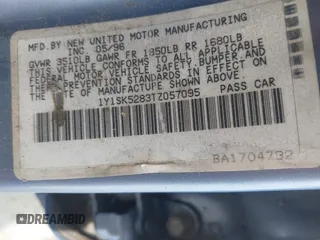 MFD.BY NEW UNITED MOTOR MANUFACTURING
INC. 05/96
GVWR 3510LB GAWR FR 1850LB RR 1680LB
THIS VEHICLE CONFORMS TO ALL APPLICABLE
FEDERAL MOTOR VEHICLE SAFETY,BUMPER,AND
THEFT PREVENTION STANDARDS IN EFFECT ON
THE DATE OF MANUFACTURE SHOWN ABOVE.
1Y1SK5283TZ057095 PASS CAR
BA1704732
DREAMBID